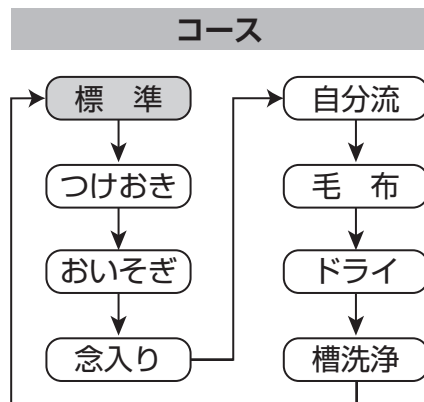 コース
標 準
つけおき
おいそぎ
念入り
自分流
毛 布
ドライ
槽洗浄